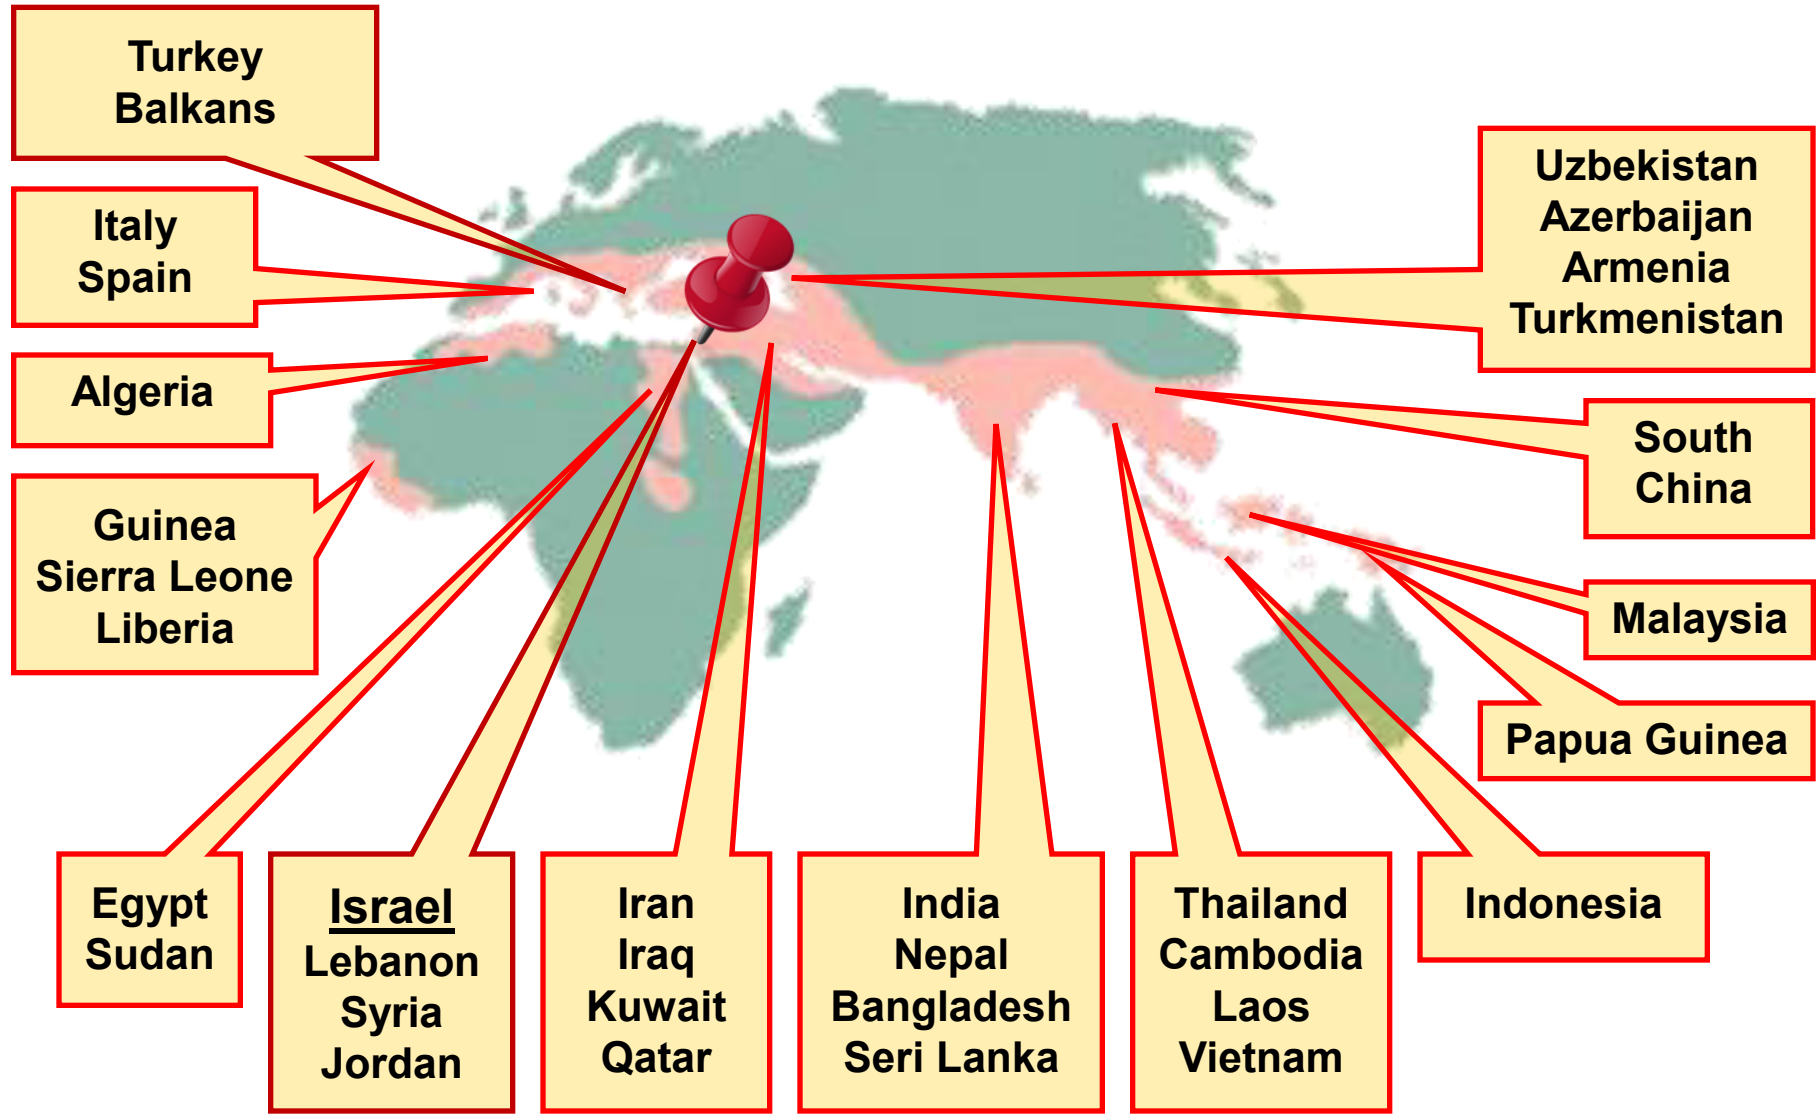 Turkey
Balkans
Italy
Spain
Algeria
Guinea
Sierra Leone
Liberia
Uzbekistan
Azerbaijan
Armenia
Turkmenistan
South
China
Malaysia
Papua Guinea
Egypt
Sudan
Israel
Lebanon
Syria
Jordan
Iran
Iraq
Kuwait
Qatar
India
Nepal
Bangladesh
Seri Lanka
Thailand
Cambodia
Laos
Vietnam
Indonesia